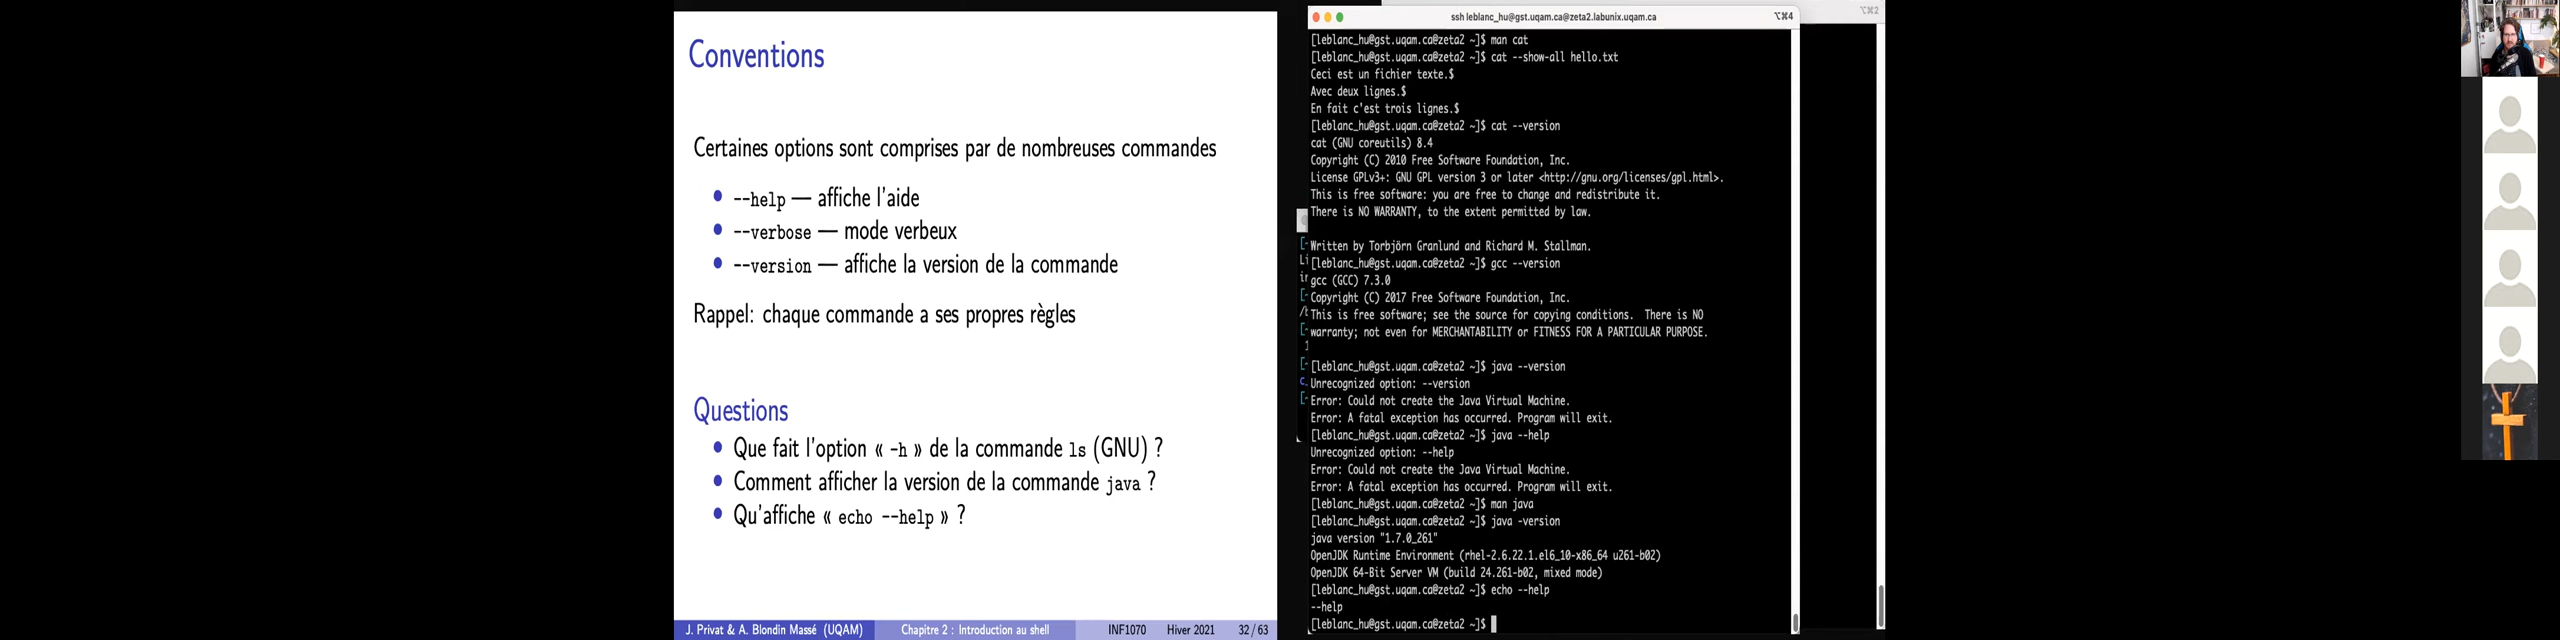 Conventions
Certaines options sont comprises par de nombreuses commandes
• --help — affiche l'aide
• --verbose — mode verbeux
• --version — affiche la version de la commande
Rappel: chaque commande a ses propres règles
Questions
• Que fait l'option « -h » de la commande ls (GNU) ?
• Comment afficher la version de la commande java ?
• Qu'affiche « echo --help » ?
J. Privat & A. Blondin Massé (UQAM) Chapitre 2 : Introduction au shell INF1070 Hiver 2021 32 / 63
ssh leblanc_hu@gst.uqam.ca@zeta2.labunix.uqam.ca ⌥⌘4
⌥⌘2
[leblanc_hu@gst.uqam.ca@zeta2 ~]$ man cat
[leblanc_hu@gst.uqam.ca@zeta2 ~]$ cat --show-all hello.txt
Ceci est un fichier texte.$
Avec deux lignes.$
En fait c'est trois lignes.$
[leblanc_hu@gst.uqam.ca@zeta2 ~]$ cat --version
cat (GNU coreutils) 8.4
Copyright (C) 2010 Free Software Foundation, Inc.
License GPLv3+: GNU GPL version 3 or later <http://gnu.org/licenses/gpl.html>.
This is free software: you are free to change and redistribute it.
There is NO WARRANTY, to the extent permitted by law.
Written by Torbjörn Granlund and Richard M. Stallman.
[leblanc_hu@gst.uqam.ca@zeta2 ~]$ gcc --version
gcc (GCC) 7.3.0
Copyright (C) 2017 Free Software Foundation, Inc.
This is free software; see the source for copying conditions.  There is NO
warranty; not even for MERCHANTABILITY or FITNESS FOR A PARTICULAR PURPOSE.
[leblanc_hu@gst.uqam.ca@zeta2 ~]$ java --version
Unrecognized option: --version
Error: Could not create the Java Virtual Machine.
Error: A fatal exception has occurred. Program will exit.
[leblanc_hu@gst.uqam.ca@zeta2 ~]$ java --help
Unrecognized option: --help
Error: Could not create the Java Virtual Machine.
Error: A fatal exception has occurred. Program will exit.
[leblanc_hu@gst.uqam.ca@zeta2 ~]$ man java
[leblanc_hu@gst.uqam.ca@zeta2 ~]$ java -version
java version "1.7.0_261"
OpenJDK Runtime Environment (rhel-2.6.22.1.el6_10-x86_64 u261-b02)
OpenJDK 64-Bit Server VM (build 24.261-b02, mixed mode)
[leblanc_hu@gst.uqam.ca@zeta2 ~]$ echo --help
--help
[leblanc_hu@gst.uqam.ca@zeta2 ~]$